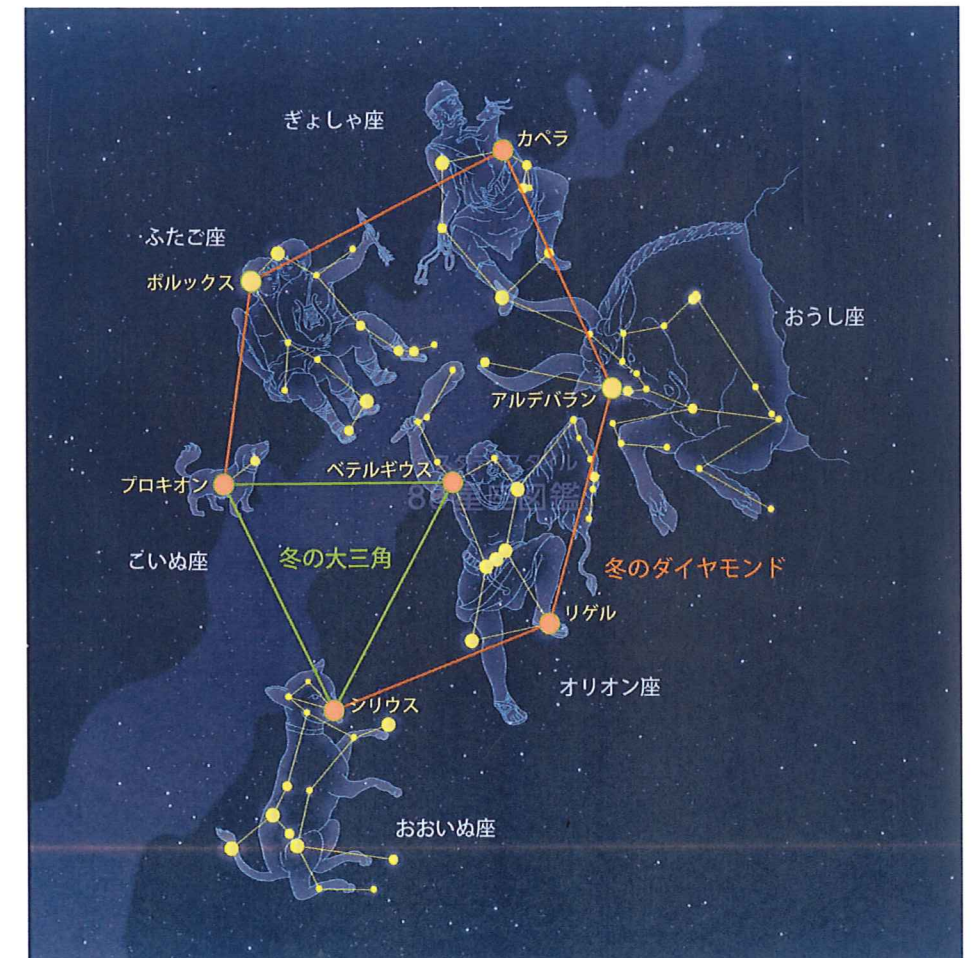 ぎょしゃ座
カペラ
ふたご座
ポルックス
おうし座
アルデバラン
ベテルギウス
プロキオン
こいぬ座
冬の大三角
冬のダイヤモンド
リゲル
オリオン座
シリウス
おおいぬ座